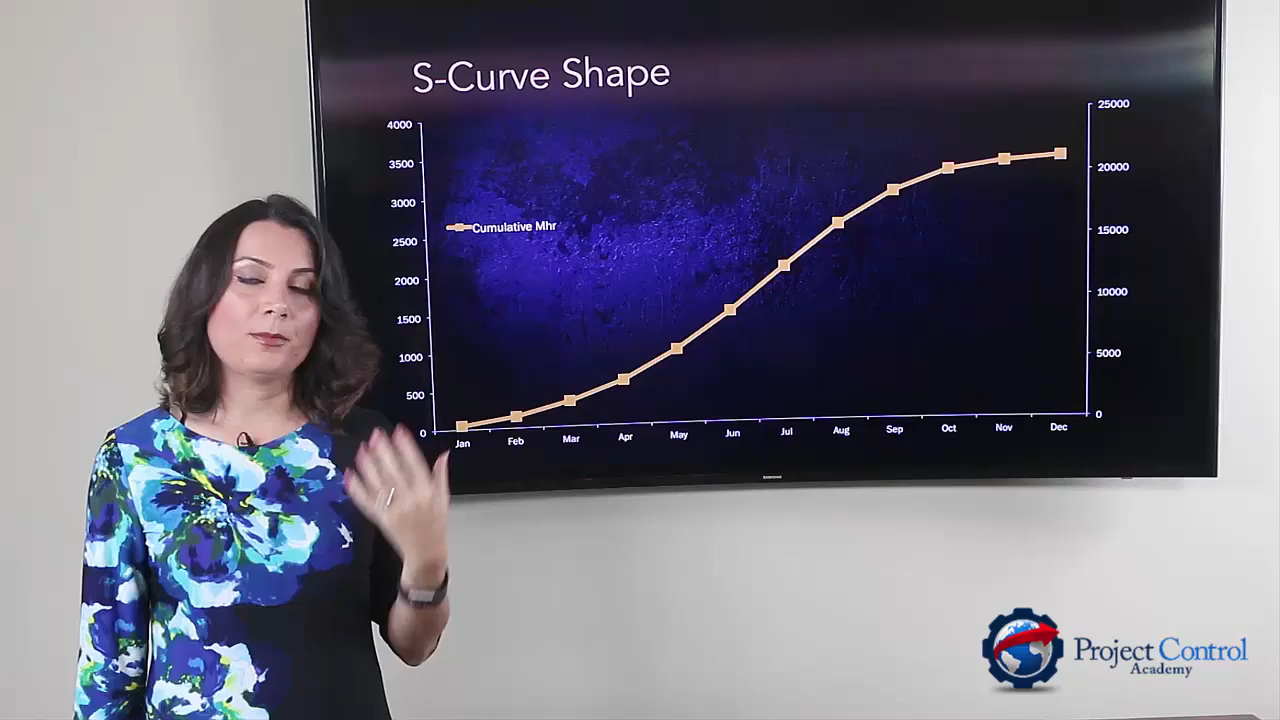 S-Curve Shape
25000
4000
3500
20000
3000
Cumulative Mhr
15000
2500
2000
10000
1500
1000
5000
500
0
0
Jan Feb Mar Apr May Jun Jul Aug Sep Oct Nov Dec
SAMSUNG
Project Control
Academy